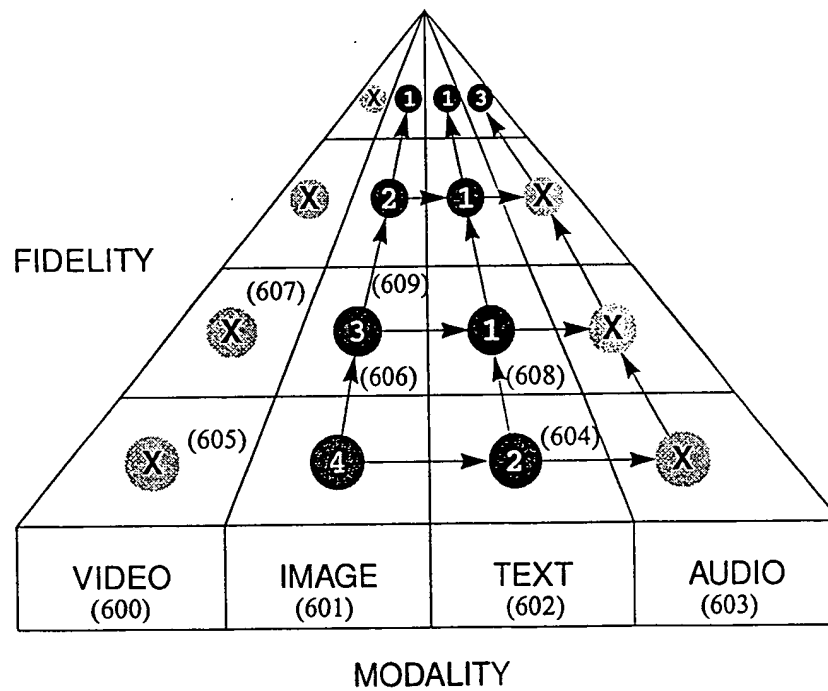 X 1 1 3
X 2 1 X
FIDELITY
(607) (609)
X 3 1 X
(606) (608)
(605) (604)
X 4 2 X
VIDEO IMAGE TEXT AUDIO
(600) (601) (602) (603)
MODALITY